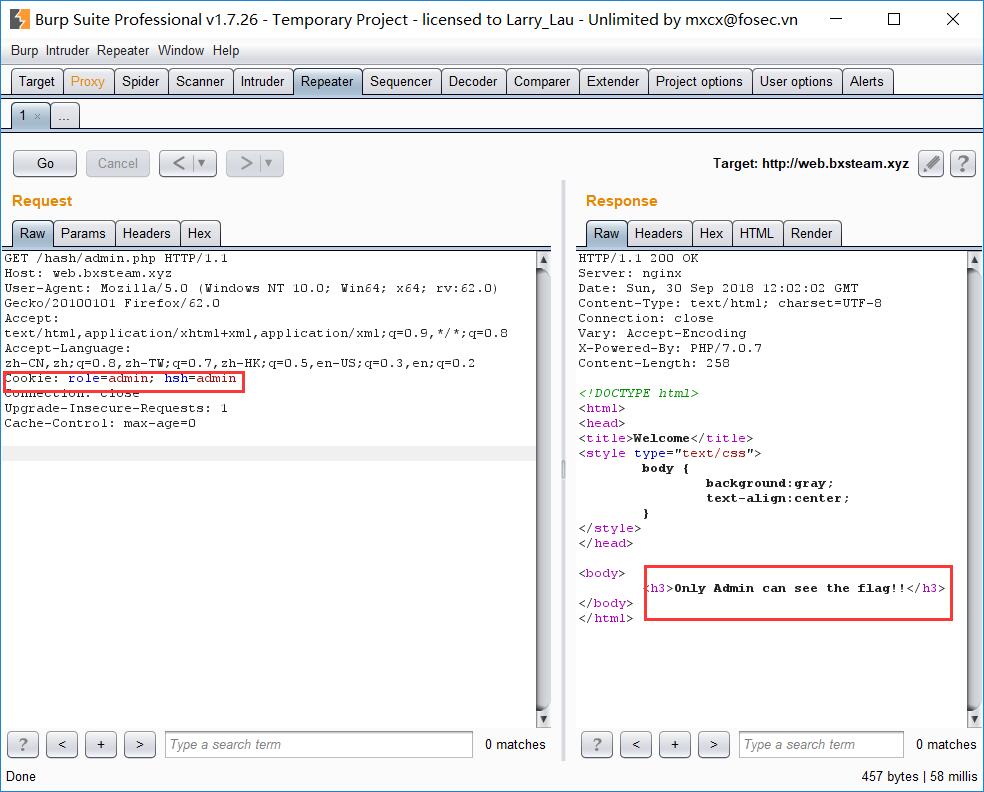 Burp Suite Professional v1.7.26 - Temporary Project - licensed to Larry_Lau - Unlimited by mxcx@fosec.vn
Burp Intruder Repeater Window Help
Target Proxy Spider Scanner Intruder Repeater Sequencer Decoder Comparer Extender Project options User options Alerts
1 × ...
Go Cancel < ▼ > ▼ Target: http://web.bxsteam.xyz ?
Request
Raw Params Headers Hex
GET /hash/admin.php HTTP/1.1
Host: web.bxsteam.xyz
User-Agent: Mozilla/5.0 (Windows NT 10.0; Win64; x64; rv:62.0)
Gecko/20100101 Firefox/62.0
Accept:
text/html,application/xhtml+xml,application/xml;q=0.9,*/*;q=0.8
Accept-Language:
zh-CN,zh;q=0.8,zh-TW;q=0.7,zh-HK;q=0.5,en-US;q=0.3,en;q=0.2
Cookie: role=admin; hsh=admin
Connection: close
Upgrade-Insecure-Requests: 1
Cache-Control: max-age=0
? < + > Type a search term 0 matches
Response
Raw Headers Hex HTML Render
HTTP/1.1 200 OK
Server: nginx
Date: Sun, 30 Sep 2018 12:02:02 GMT
Content-Type: text/html; charset=UTF-8
Connection: close
Vary: Accept-Encoding
X-Powered-By: PHP/7.0.7
Content-Length: 258
<!DOCTYPE html>
<html>
<head>
<title>Welcome</title>
<style type="text/css">
body {
background:gray;
text-align:center;
}
</style>
</head>
<body>
<h3>Only Admin can see the flag!!</h3>
</body>
</html>
? < + > Type a search term 0 matches
Done 457 bytes | 58 millis